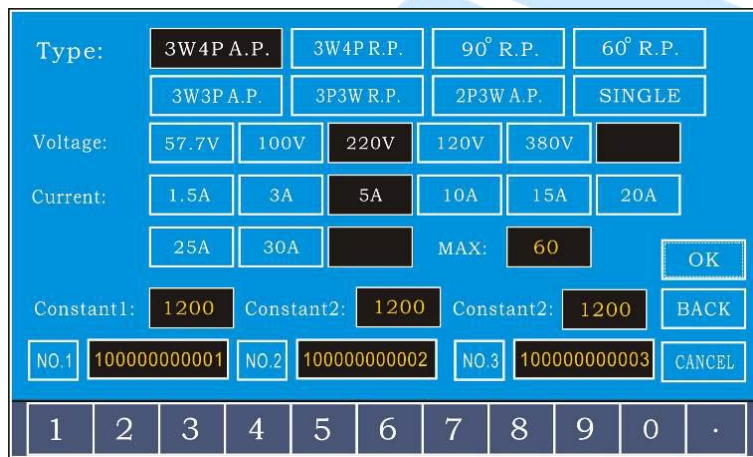 Type: 3W4P A.P. 3W4P R.P. 90° R.P. 60° R.P.
3W3P A.P. 3P3W R.P. 2P3W A.P. SINGLE
Voltage: 57.7V 100V 220V 120V 380V
Current: 1.5A 3A 5A 10A 15A 20A
25A 30A MAX: 60 OK
Constant1: 1200 Constant2: 1200 Constant2: 1200 BACK
NO.1 100000000001 NO.2 100000000002 NO.3 100000000003 CANCEL
1 2 3 4 5 6 7 8 9 0 .